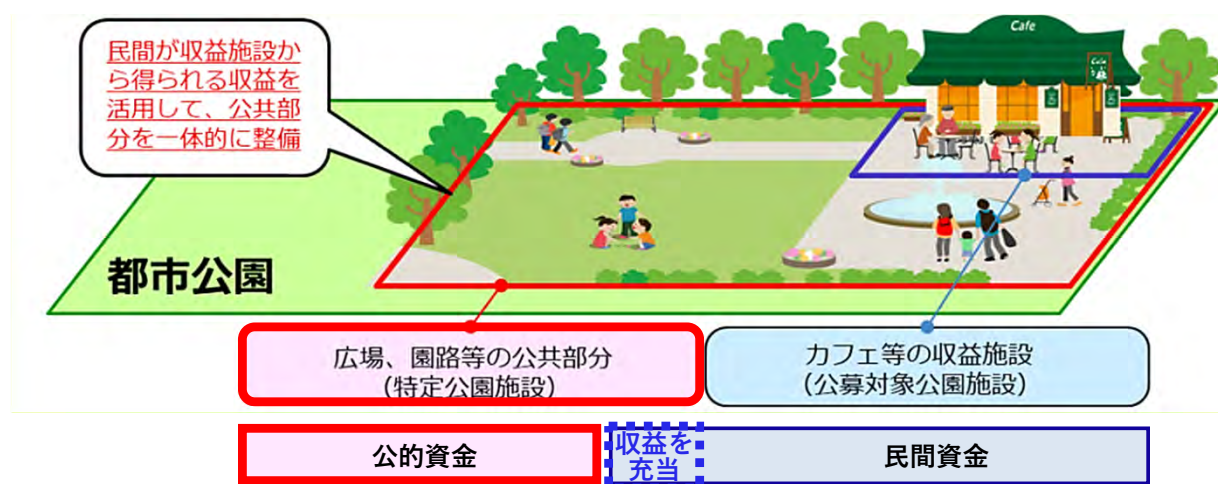 民間が収益施設か
ら得られる収益を
活用して、公共部
分を一体的に整備
Cafe
Cafe
都市公園
広場、園路等の公共部分
(特定公園施設)
カフェ等の収益施設
(公募対象公園施設)
公的資金
収益を
充当
民間資金